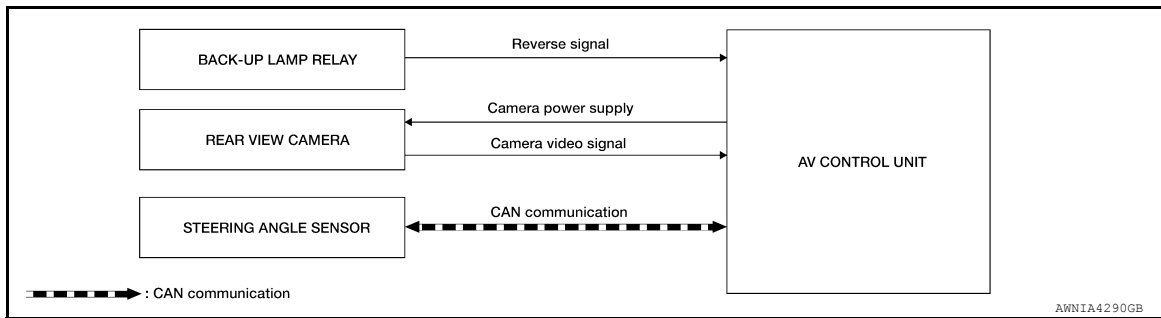 BACK-UP LAMP RELAY
Reverse signal
Camera power supply
REAR VIEW CAMERA
Camera video signal
AV CONTROL UNIT
STEERING ANGLE SENSOR
CAN communication
: CAN communication
AWNIA4290GB